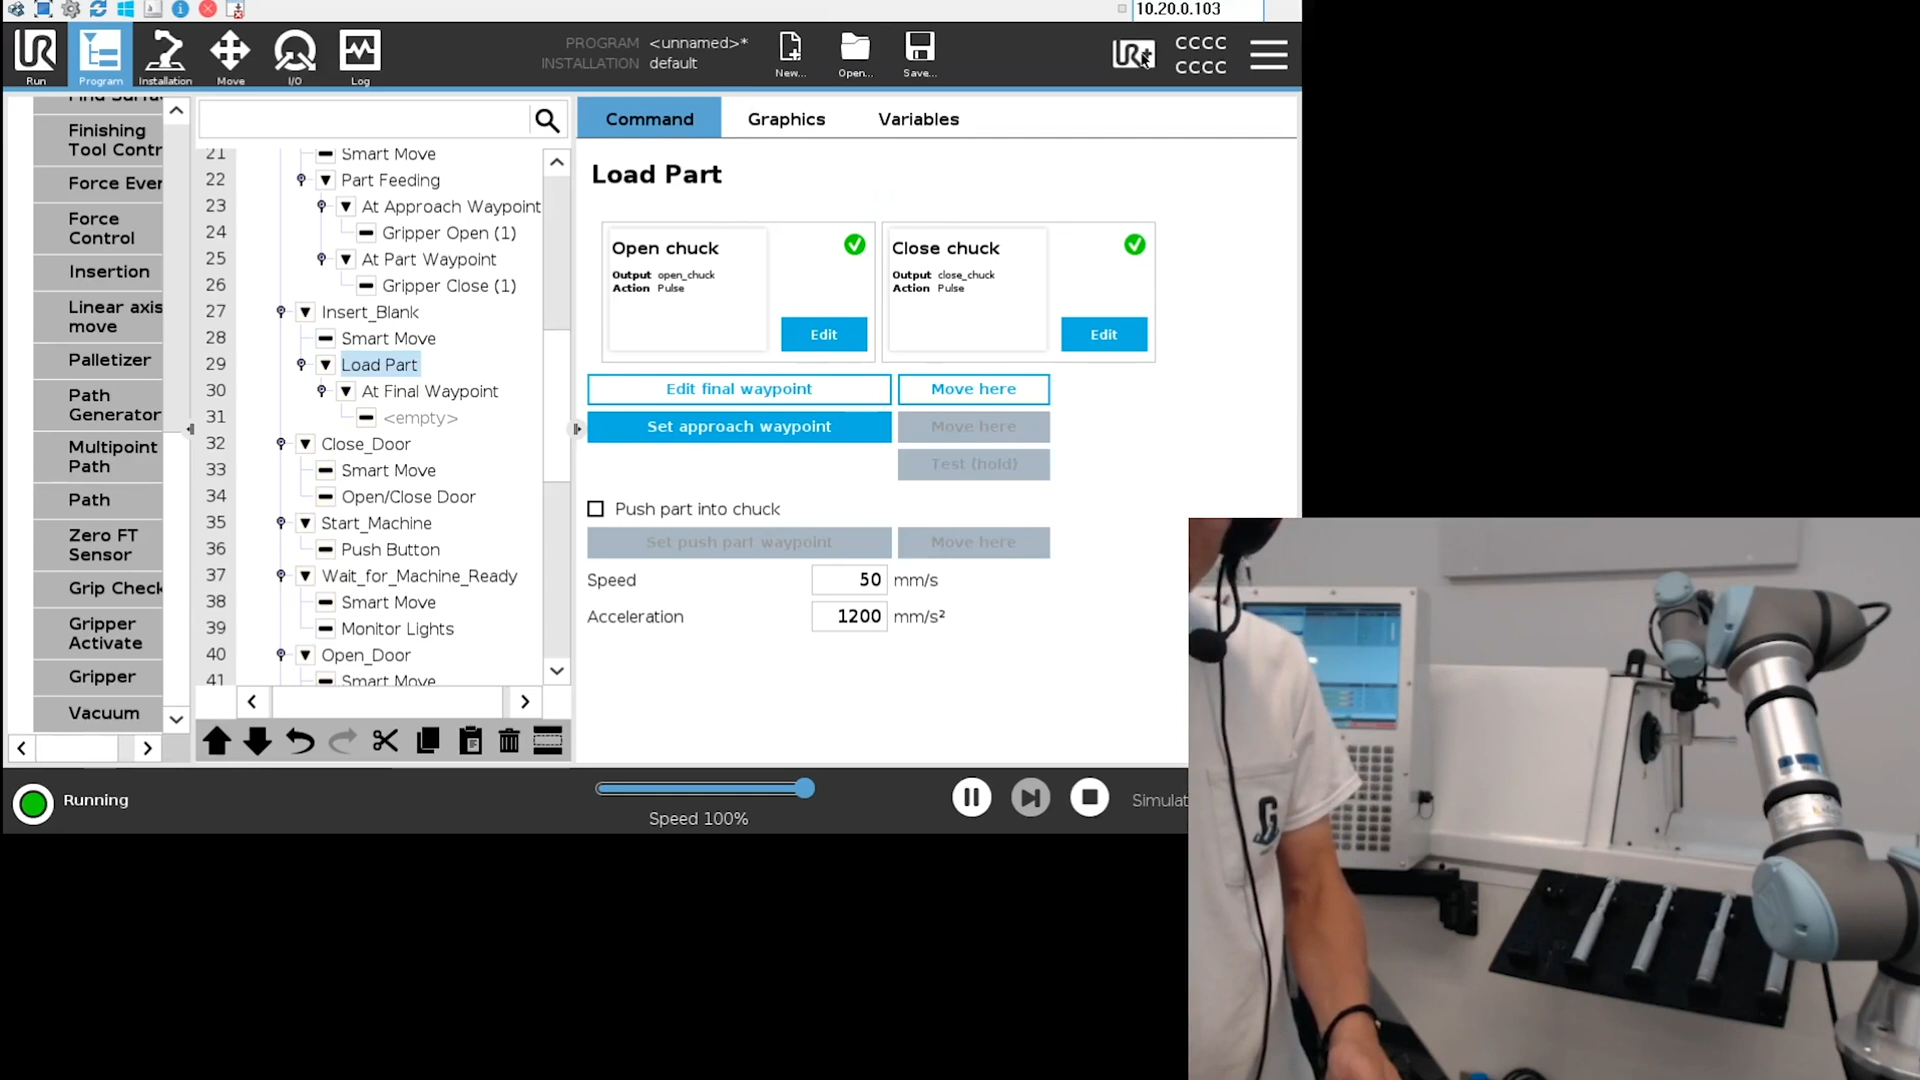 10.20.0.103
UR
Run
Program
Installation
Move
I/O
Log
PROGRAM <unnamed>*
INSTALLATION default
New...
Open...
Save...
UR+
CCCC
CCCC
Finishing
Tool Contr
Force Ever
Force
Control
Insertion
Linear axis
move
Palletizer
Path
Generator
Multipoint
Path
Path
Zero FT
Sensor
Grip Check
Gripper
Activate
Gripper
Vacuum
21 Smart Move
22 Part Feeding
23 At Approach Waypoint
24 Gripper Open (1)
25 At Part Waypoint
26 Gripper Close (1)
27 Insert_Blank
28 Smart Move
29 Load Part
30 At Final Waypoint
31 <empty>
32 Close_Door
33 Smart Move
34 Open/Close Door
35 Start_Machine
36 Push Button
37 Wait_for_Machine_Ready
38 Smart Move
39 Monitor Lights
40 Open_Door
41 Smart Move
Command Graphics Variables
Load Part
Open chuck
Output open_chuck
Action Pulse
Edit
Close chuck
Output close_chuck
Action Pulse
Edit
Edit final waypoint Move here
Set approach waypoint Move here
Test (hold)
Push part into chuck
Set push part waypoint Move here
Speed 50 mm/s
Acceleration 1200 mm/s²
Running
Speed 100%
Simulat